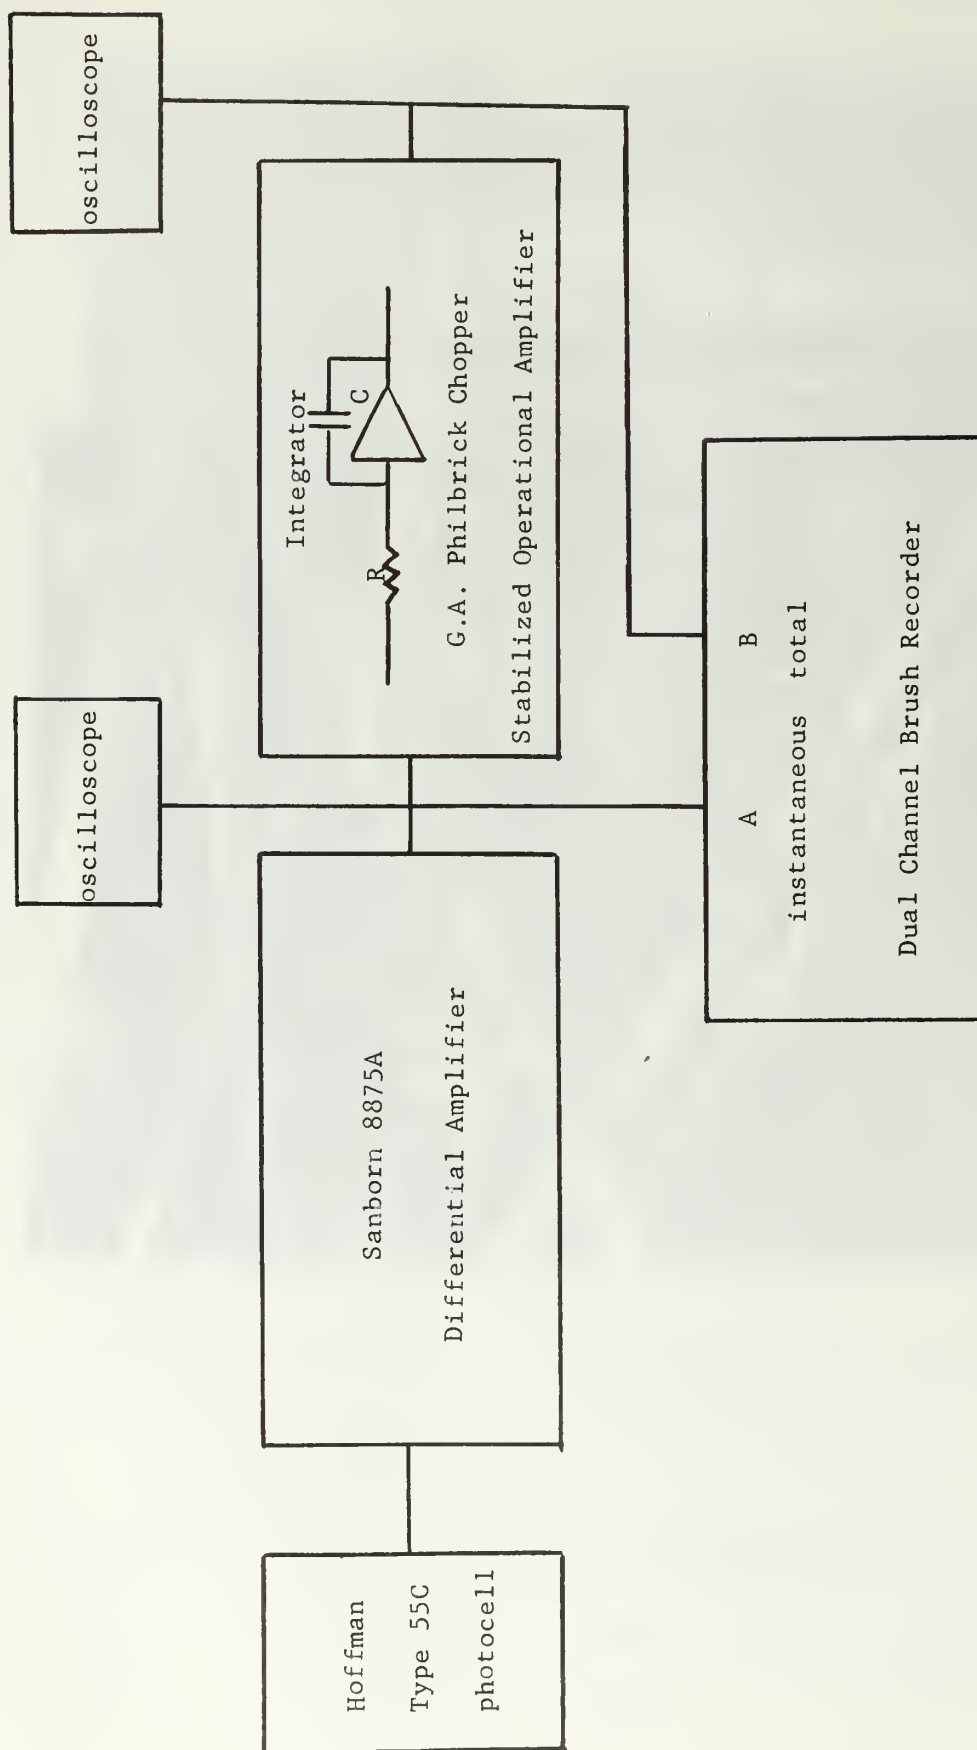 oscilloscope
oscilloscope
Hoffman
Type 55C
photocell
Sanborn 8875A
Differential Amplifier
Integrator
C
R
G.A. Philbrick Chopper
Stabilized Operational Amplifier
A B
instantaneous total
Dual Channel Brush Recorder